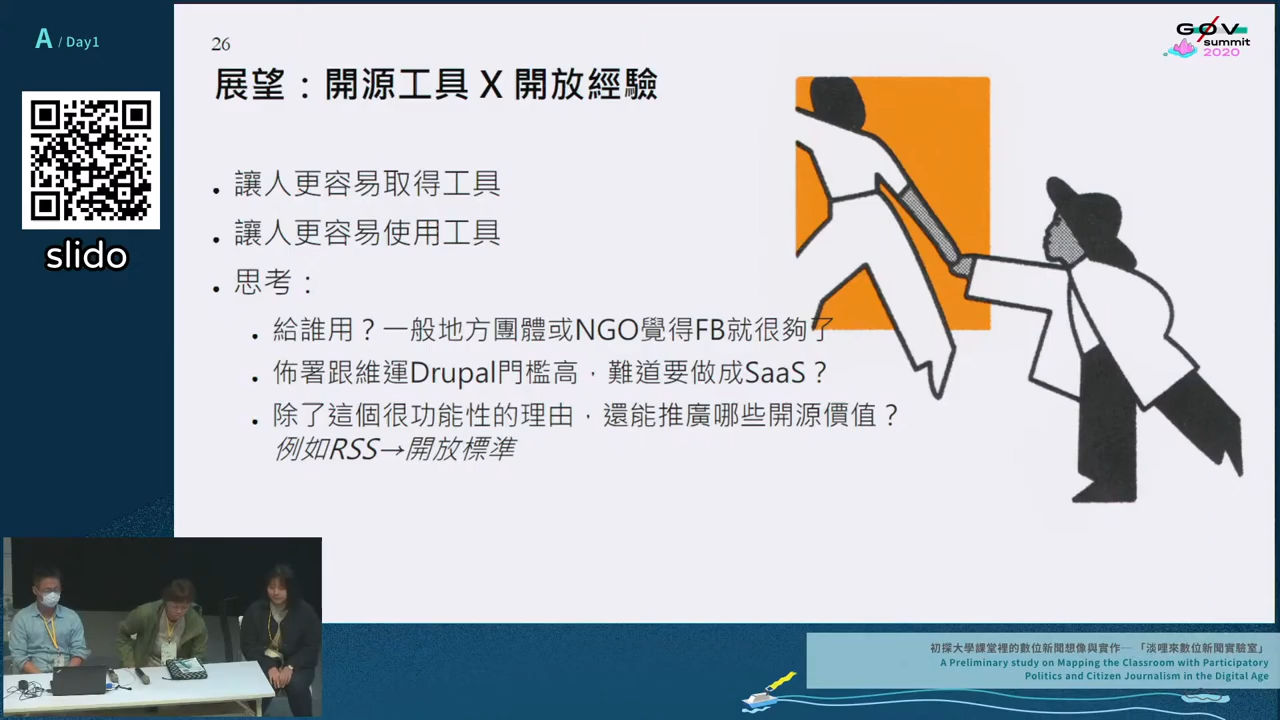 A / Day1
slido
26
展望：開源工具 X 開放經驗
• 讓人更容易取得工具
• 讓人更容易使用工具
• 思考：
• 給誰用？一般地方團體或NGO覺得FB就很夠了
• 佈署跟維運Drupal門檻高，難道要做成SaaS？
• 除了這個很功能性的理由，還能推廣哪些開源價值？
例如RSS→開放標準
G0V
summit
2020
初探大學課堂裡的數位新聞想像與實作─ 「淡哩來數位新聞實驗室」
A Preliminary study on Mapping the Classroom with Participatory
Politics and Citizen Journalism in the Digital Age